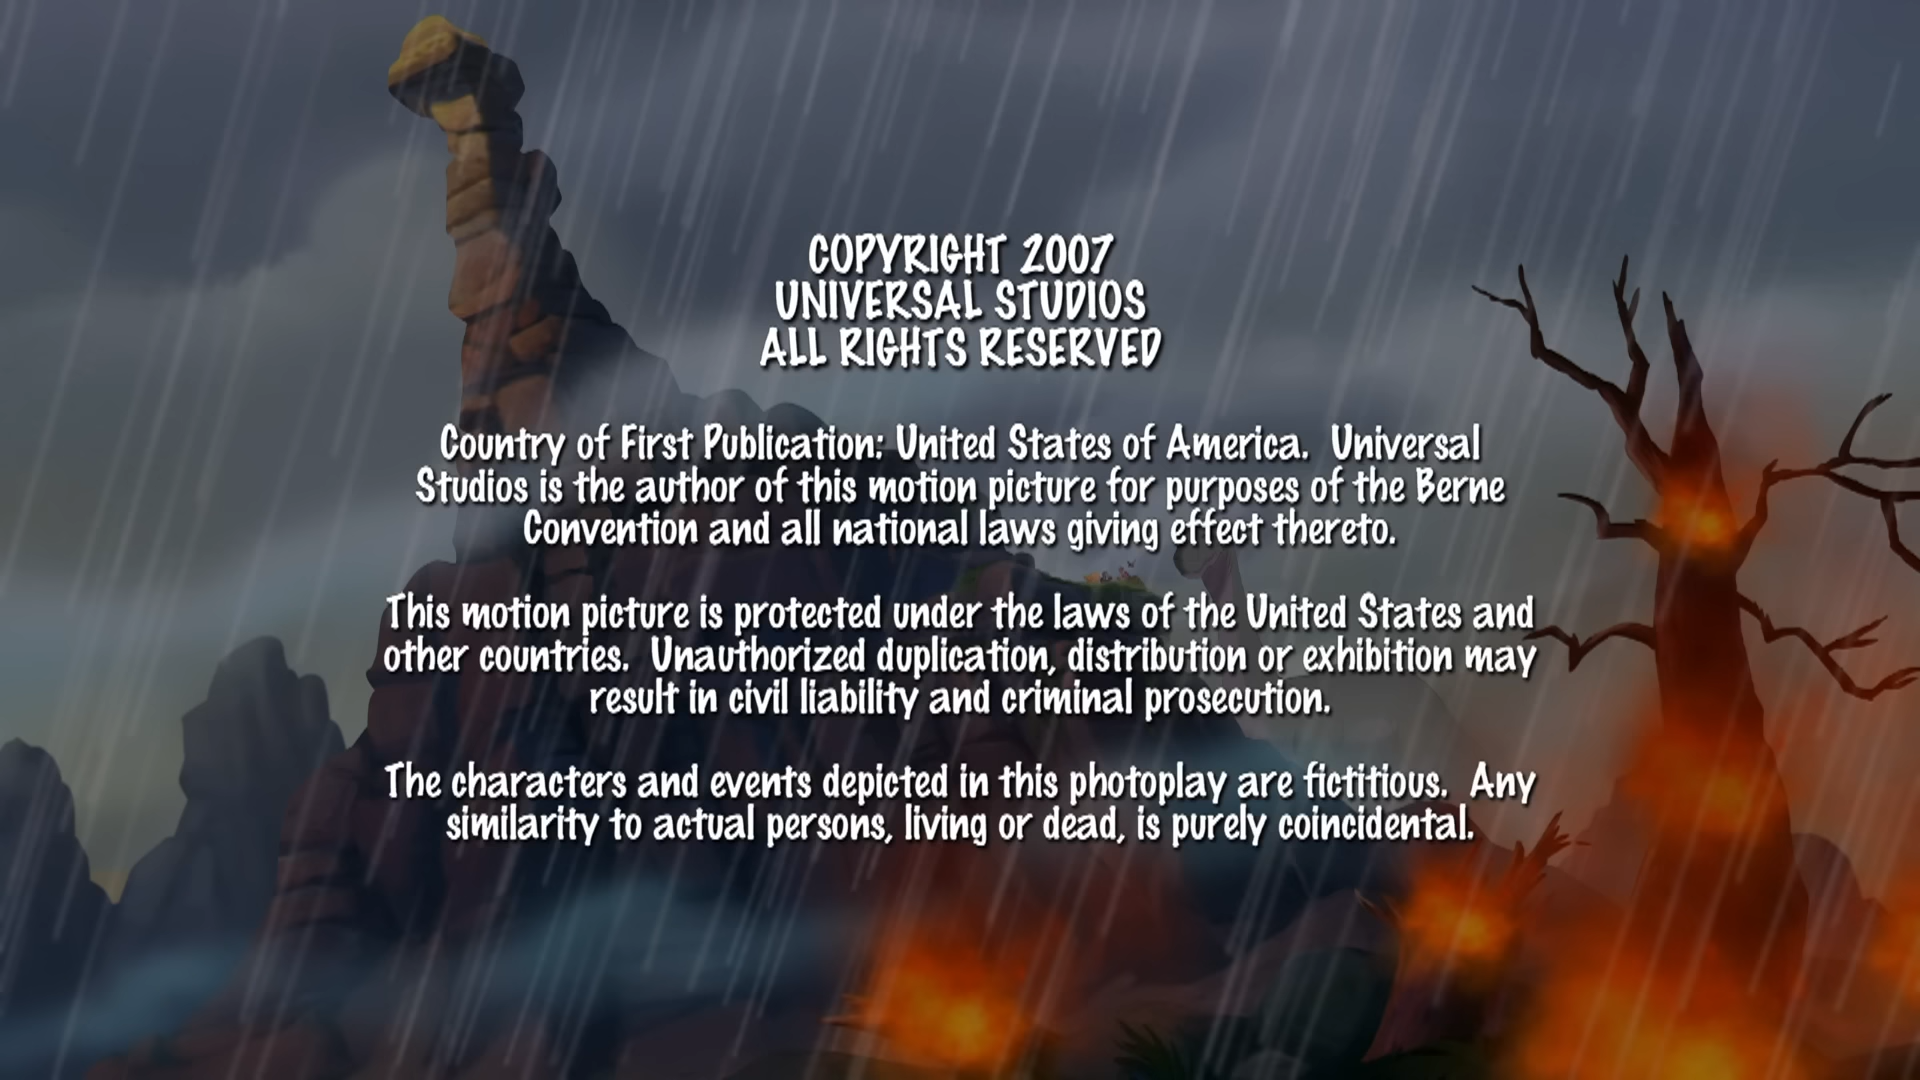 COPYRIGHT 2007
UNIVERSAL STUDIOS
ALL RIGHTS RESERVED
Country of First Publication: United States of America.  Universal
Studios is the author of this motion picture for purposes of the Berne
Convention and all national laws giving effect thereto.
This motion picture is protected under the laws of the United States and
other countries.  Unauthorized duplication, distribution or exhibition may
result in civil liability and criminal prosecution.
The characters and events depicted in this photoplay are fictitious.  Any
similarity to actual persons, living or dead, is purely coincidental.